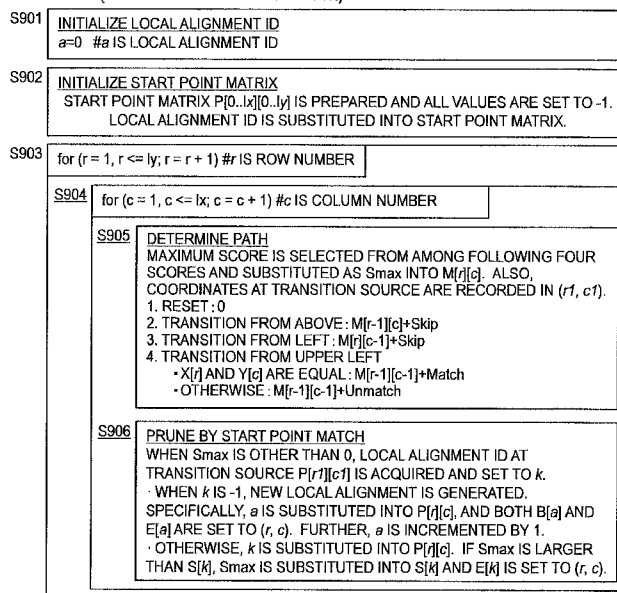 S901 INITIALIZE LOCAL ALIGNMENT ID
a=0 #a IS LOCAL ALIGNMENT ID
S902 INITIALIZE START POINT MATRIX
START POINT MATRIX P[0..lx][0..ly] IS PREPARED AND ALL VALUES ARE SET TO -1.
LOCAL ALIGNMENT ID IS SUBSTITUTED INTO START POINT MATRIX.
S903 for (r = 1, r <= ly; r = r + 1) #r IS ROW NUMBER
S904 for (c = 1, c <= lx; c = c + 1) #c IS COLUMN NUMBER
S905 DETERMINE PATH
MAXIMUM SCORE IS SELECTED FROM AMONG FOLLOWING FOUR
SCORES AND SUBSTITUTED AS Smax INTO M[r][c]. ALSO,
COORDINATES AT TRANSITION SOURCE ARE RECORDED IN (r1, c1).
1. RESET : 0
2. TRANSITION FROM ABOVE : M[r-1][c]+Skip
3. TRANSITION FROM LEFT : M[r][c-1]+Skip
4. TRANSITION FROM UPPER LEFT
・X[r] AND Y[c] ARE EQUAL : M[r-1][c-1]+Match
・OTHERWISE : M[r-1][c-1]+Unmatch
S906 PRUNE BY START POINT MATCH
WHEN Smax IS OTHER THAN 0, LOCAL ALIGNMENT ID AT
TRANSITION SOURCE P[r1][c1] IS ACQUIRED AND SET TO k.
・WHEN k IS -1, NEW LOCAL ALIGNMENT IS GENERATED.
SPECIFICALLY, a IS SUBSTITUTED INTO P[r][c], AND BOTH B[a] AND
E[a] ARE SET TO (r, c). FURTHER, a IS INCREMENTED BY 1.
・OTHERWISE, k IS SUBSTITUTED INTO P[r][c]. IF Smax IS LARGER
THAN S[k], Smax IS SUBSTITUTED INTO S[k] AND E[k] IS SET TO (r, c).